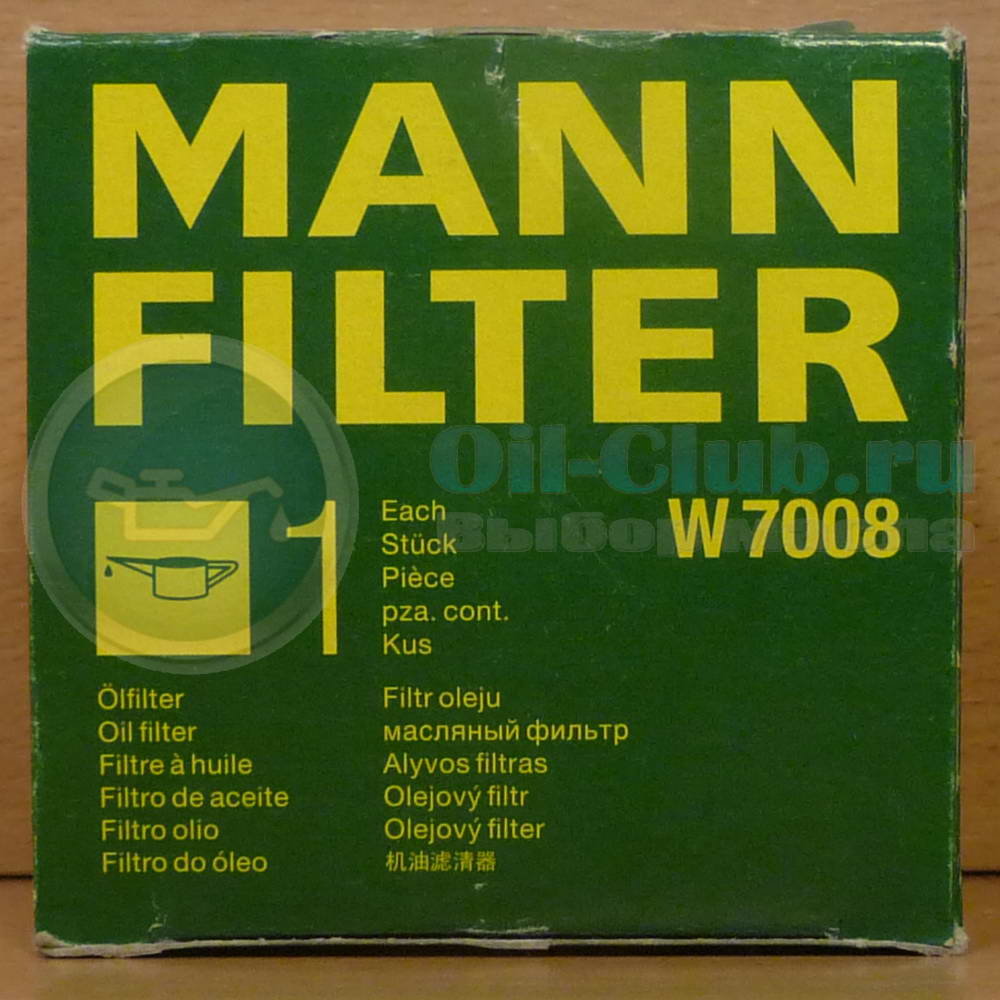 MANN
FILTER
Oil-Club.ru
Выбор масла
1
Each
Stück
Pièce
pza. cont.
Kus
W 7008
Ölfilter
Oil filter
Filtre à huile
Filtro de aceite
Filtro olio
Filtro do óleo
Filtr oleju
масляный фильтр
Alyvos filtras
Olejový filtr
Olejový filter
机油滤清器